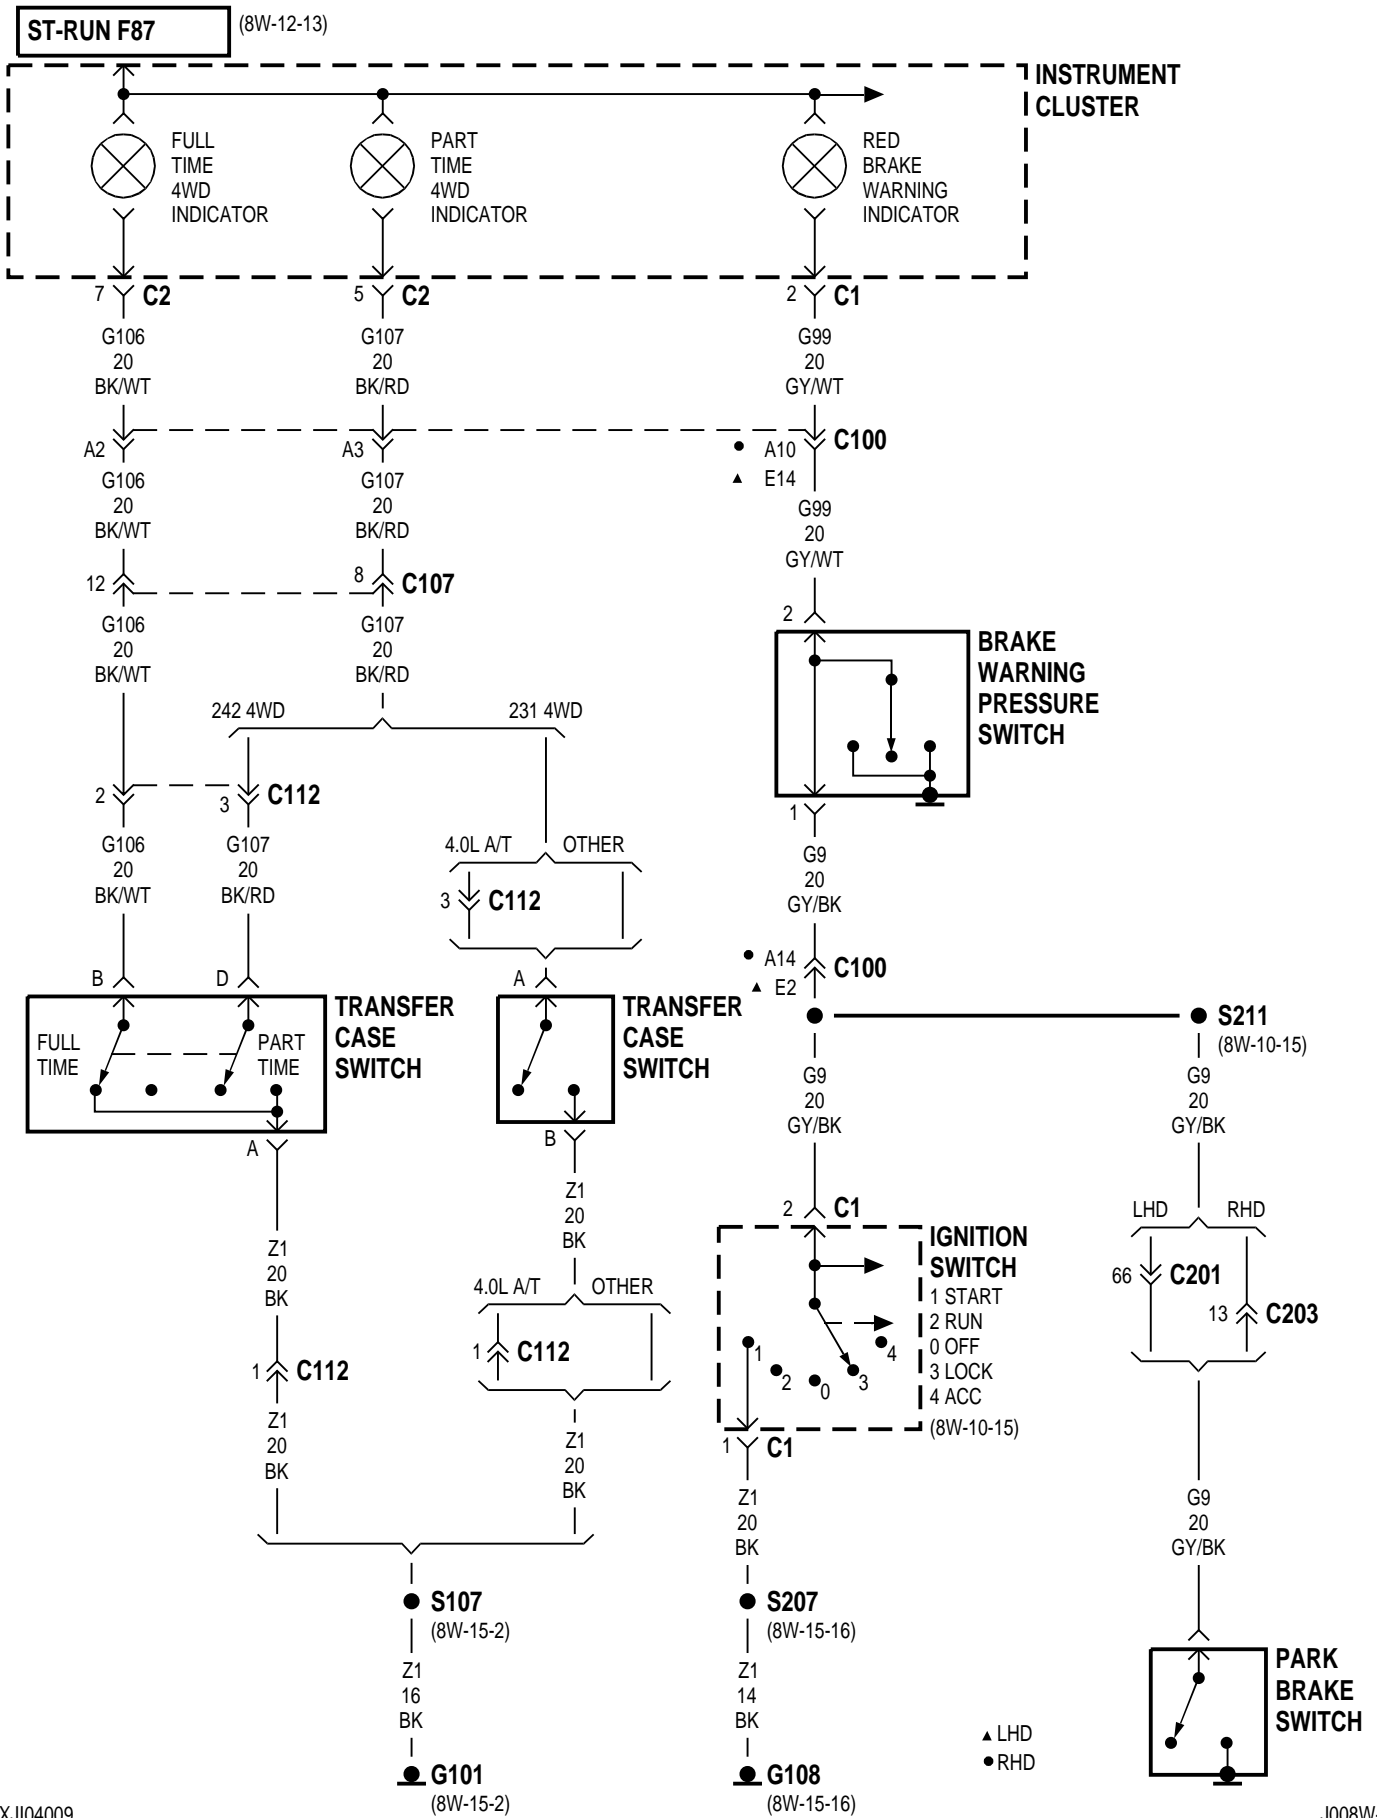 ST-RUN F87
(8W-12-13)
INSTRUMENT
CLUSTER
FULL
TIME
4WD
INDICATOR
PART
TIME
4WD
INDICATOR
RED
BRAKE
WARNING
INDICATOR
7 C2
5 C2
2 C1
G106
20
BK/WT
G107
20
BK/RD
G99
20
GY/WT
A2
A3
A10
E14
C100
G106
20
BK/WT
G107
20
BK/RD
G99
20
GY/WT
12
8 C107
G106
20
BK/WT
G107
20
BK/RD
2
BRAKE
WARNING
PRESSURE
SWITCH
242 4WD
231 4WD
2
3 C112
1
G106
20
BK/WT
G107
20
BK/RD
4.0L A/T
OTHER
3 C112
G9
20
GY/BK
A14
E2
C100
B
D
A
TRANSFER
CASE
SWITCH
FULL
TIME
PART
TIME
TRANSFER
CASE
SWITCH
S211
(8W-10-15)
G9
20
GY/BK
G9
20
GY/BK
A
B
Z1
20
BK
Z1
20
BK
2 C1
IGNITION
SWITCH
1 START
2 RUN
0 OFF
3 LOCK
4 ACC
(8W-10-15)
1
2
0
3
4
LHD
RHD
66 C201
13 C203
4.0L A/T
OTHER
1 C112
1 C112
1 C1
Z1
20
BK
Z1
20
BK
Z1
20
BK
G9
20
GY/BK
S107
(8W-15-2)
S207
(8W-15-16)
Z1
16
BK
Z1
14
BK
PARK
BRAKE
SWITCH
▲ LHD
● RHD
G101
(8W-15-2)
G108
(8W-15-16)
XJI04009
J008W-